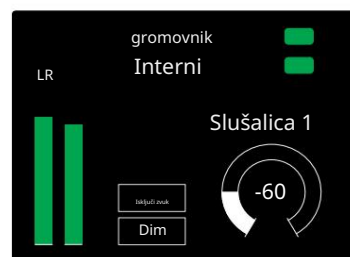 gromovnik
Interni
LR
Slušalica 1
-60
Isključi zvuk
Dim